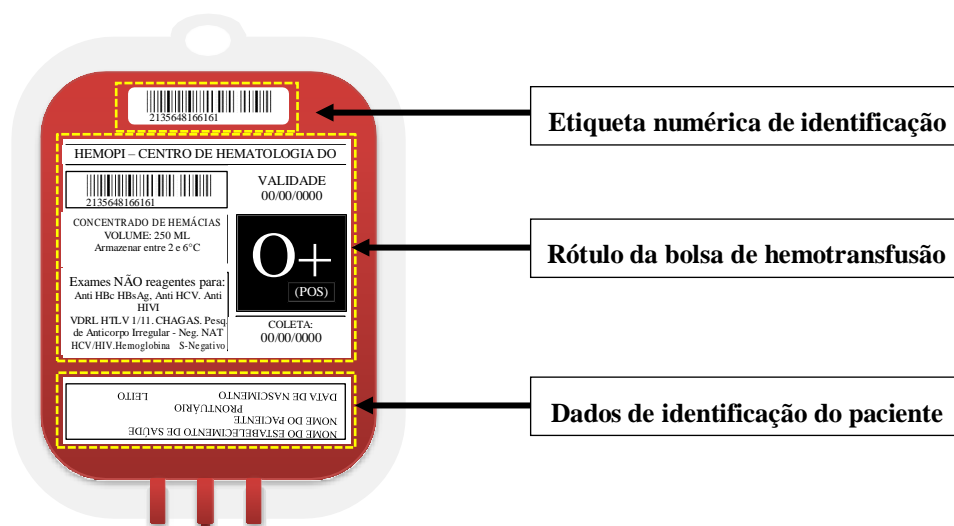 2135648166161
Etiqueta numérica de identificação
HEMOPI – CENTRO DE HEMATOLOGIA DO
2135648166161
VALIDADE
00/00/0000
CONCENTRADO DE HEMÁCIAS
VOLUME: 250 ML
Armazenar entre 2 e 6°C
O+
(POS)
Rótulo da bolsa de hemotransfusão
Exames NÃO reagentes para:
Anti HBc HBsAg, Anti HCV. Anti
HIVI
VDRL HTLV 1/11. CHAGAS. Pesq.
de Anticorpo Irregular - Neg. NAT
HCV/HIV.Hemoglobina S-Negativo
COLETA:
00/00/0000
NOME DO ESTABELECIMENTO DE SAÚDE
NOME DO PACIENTE
PRONTUÁRIO
DATA DE NASCIMENTO LEITO
Dados de identificação do paciente